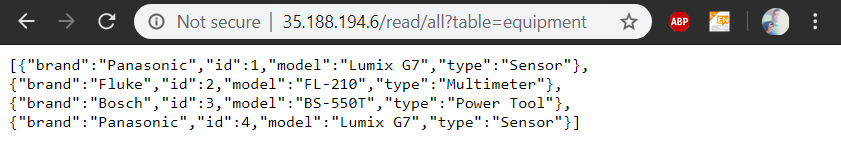 Not secure | 35.188.194.6/read/all?table=equipment
ABP
EN
[{"brand":"Panasonic","id":1,"model":"Lumix G7","type":"Sensor"},
{"brand":"Fluke","id":2,"model":"FL-210","type":"Multimeter"},
{"brand":"Bosch","id":3,"model":"BS-550T","type":"Power Tool"},
{"brand":"Panasonic","id":4,"model":"Lumix G7","type":"Sensor"}]